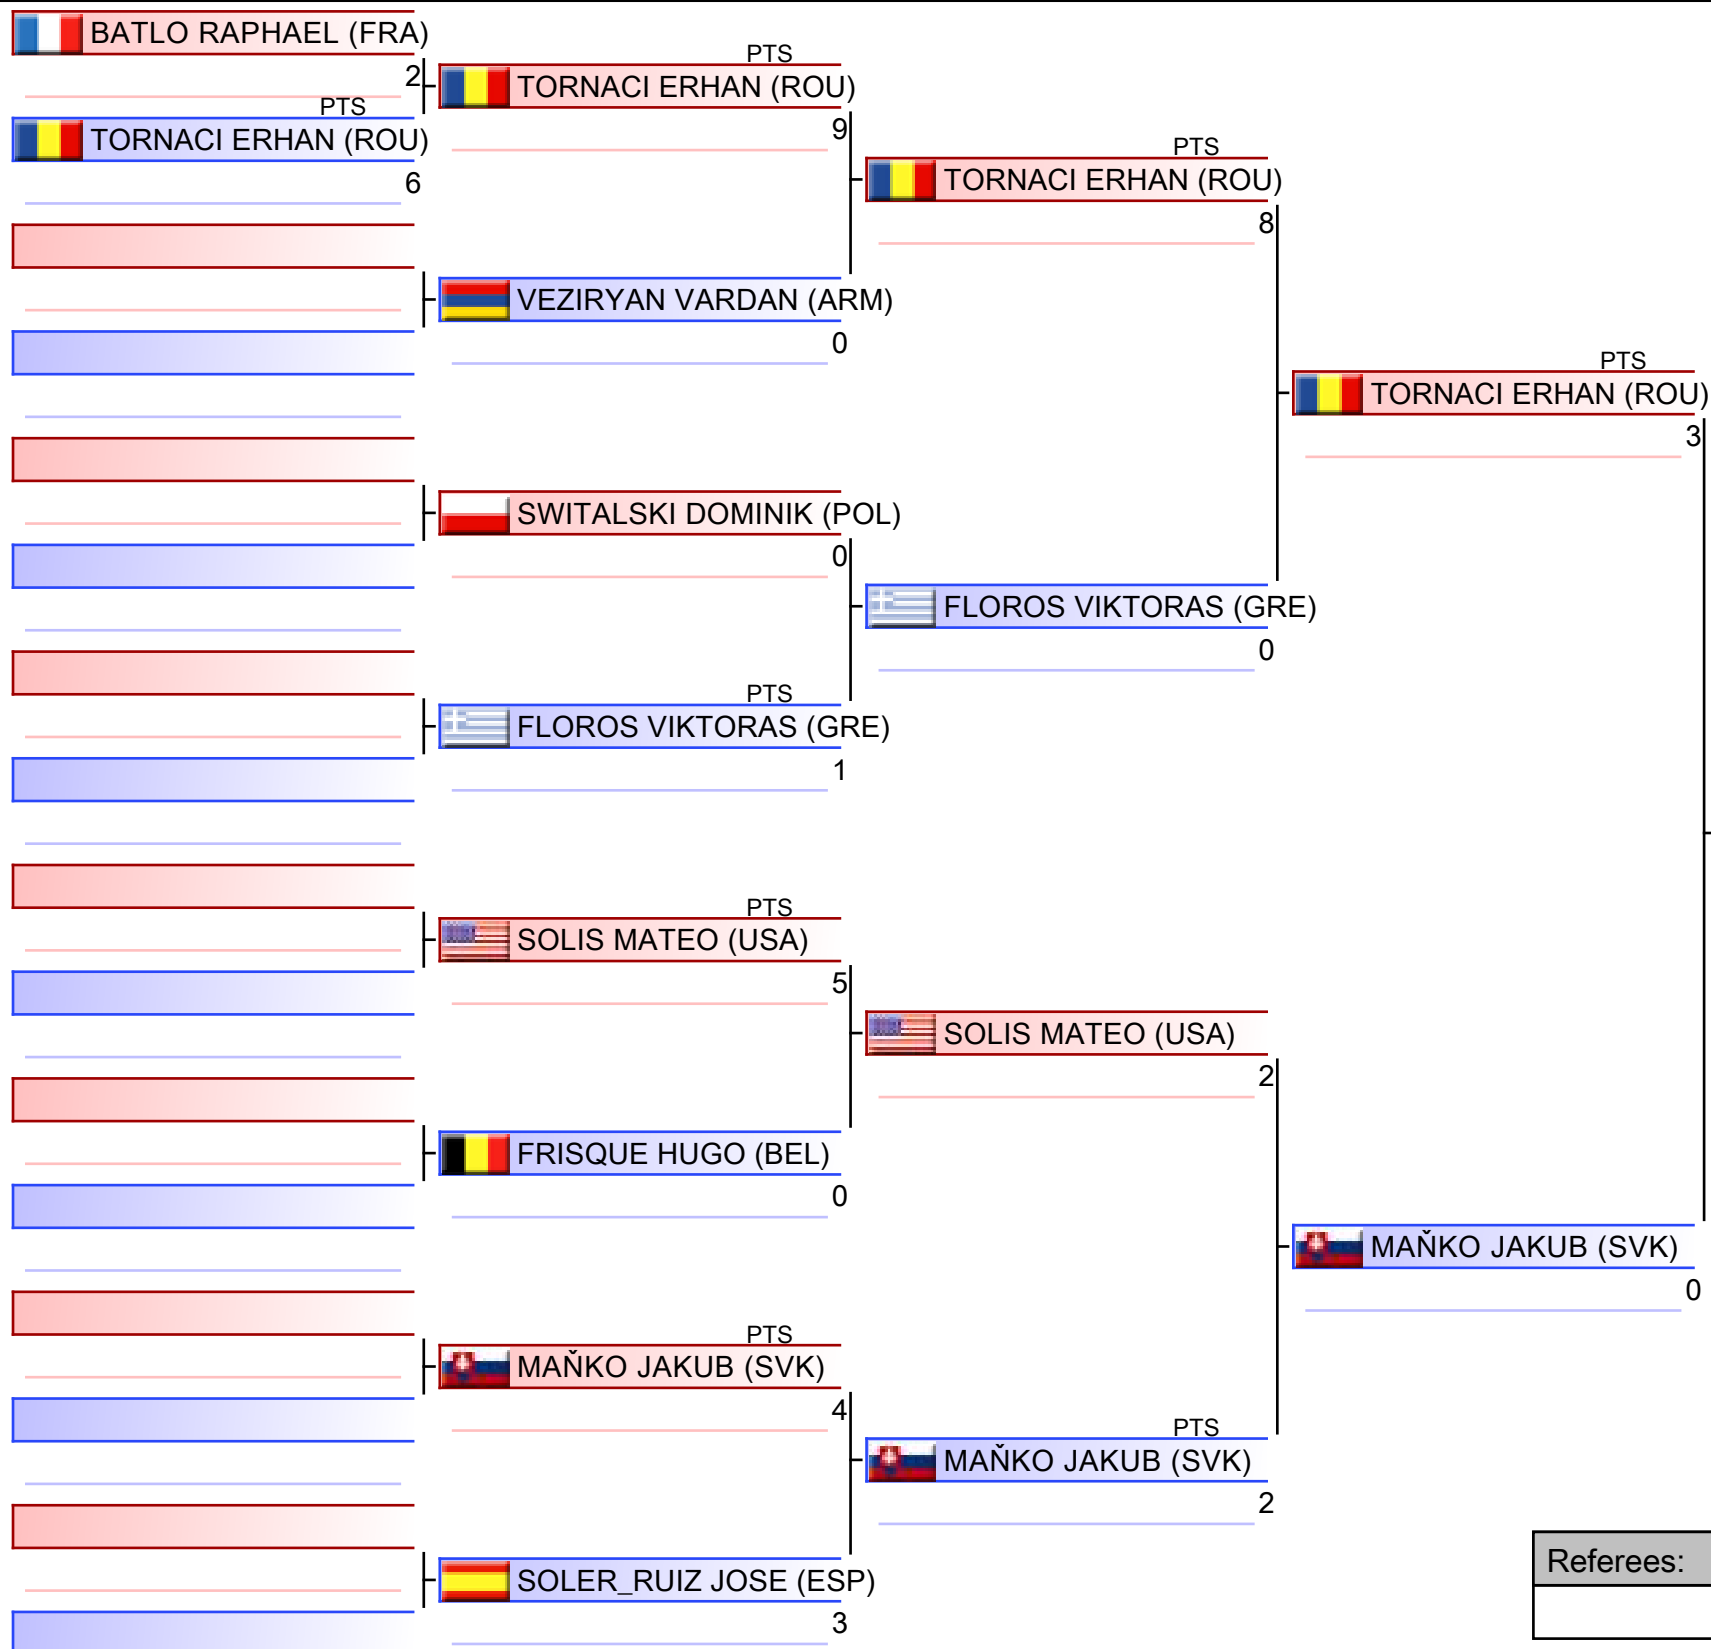 BATLO RAPHAEL (FRA)
2
PTS
TORNACI ERHAN (ROU)
6
PTS
TORNACI ERHAN (ROU)
9
VEZIRYAN VARDAN (ARM)
0
SWITALSKI DOMINIK (POL)
0
PTS
FLOROS VIKTORAS (GRE)
1
PTS
SOLIS MATEO (USA)
5
FRISQUE HUGO (BEL)
0
PTS
MAŇKO JAKUB (SVK)
4
SOLER_RUIZ JOSE (ESP)
3
PTS
TORNACI ERHAN (ROU)
8
FLOROS VIKTORAS (GRE)
0
SOLIS MATEO (USA)
2
PTS
MAŇKO JAKUB (SVK)
2
PTS
TORNACI ERHAN (ROU)
3
MAŇKO JAKUB (SVK)
0
Referees: